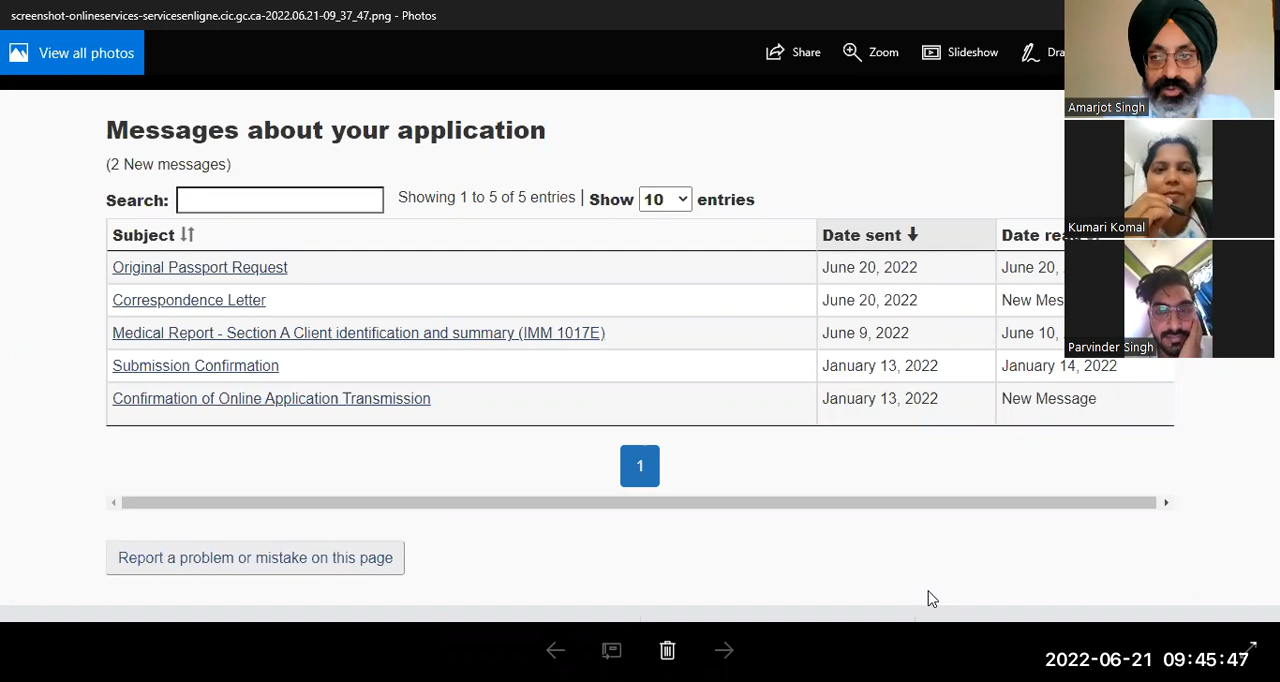 screenshot-onlineservices-servicesenligne.cic.gc.ca-2022.06.21-09_37_47.png - Photos
View all photos
Share
Zoom
Slideshow
Messages about your application
(2 New messages)
Search:
Showing 1 to 5 of 5 entries | Show 10 entries
Subject Date sent Date
Original Passport Request June 20, 2022 June 20,
Correspondence Letter June 20, 2022 New
Medical Report - Section A Client identification and summary (IMM 1017E) June 9, 2022 June 10,
Submission Confirmation January 13, 2022 January 14, 2022
Confirmation of Online Application Transmission January 13, 2022 New Message
1
Report a problem or mistake on this page
Amarjot Singh
Kumari Komal
Parvinder Singh
2022-06-21 09:45:47